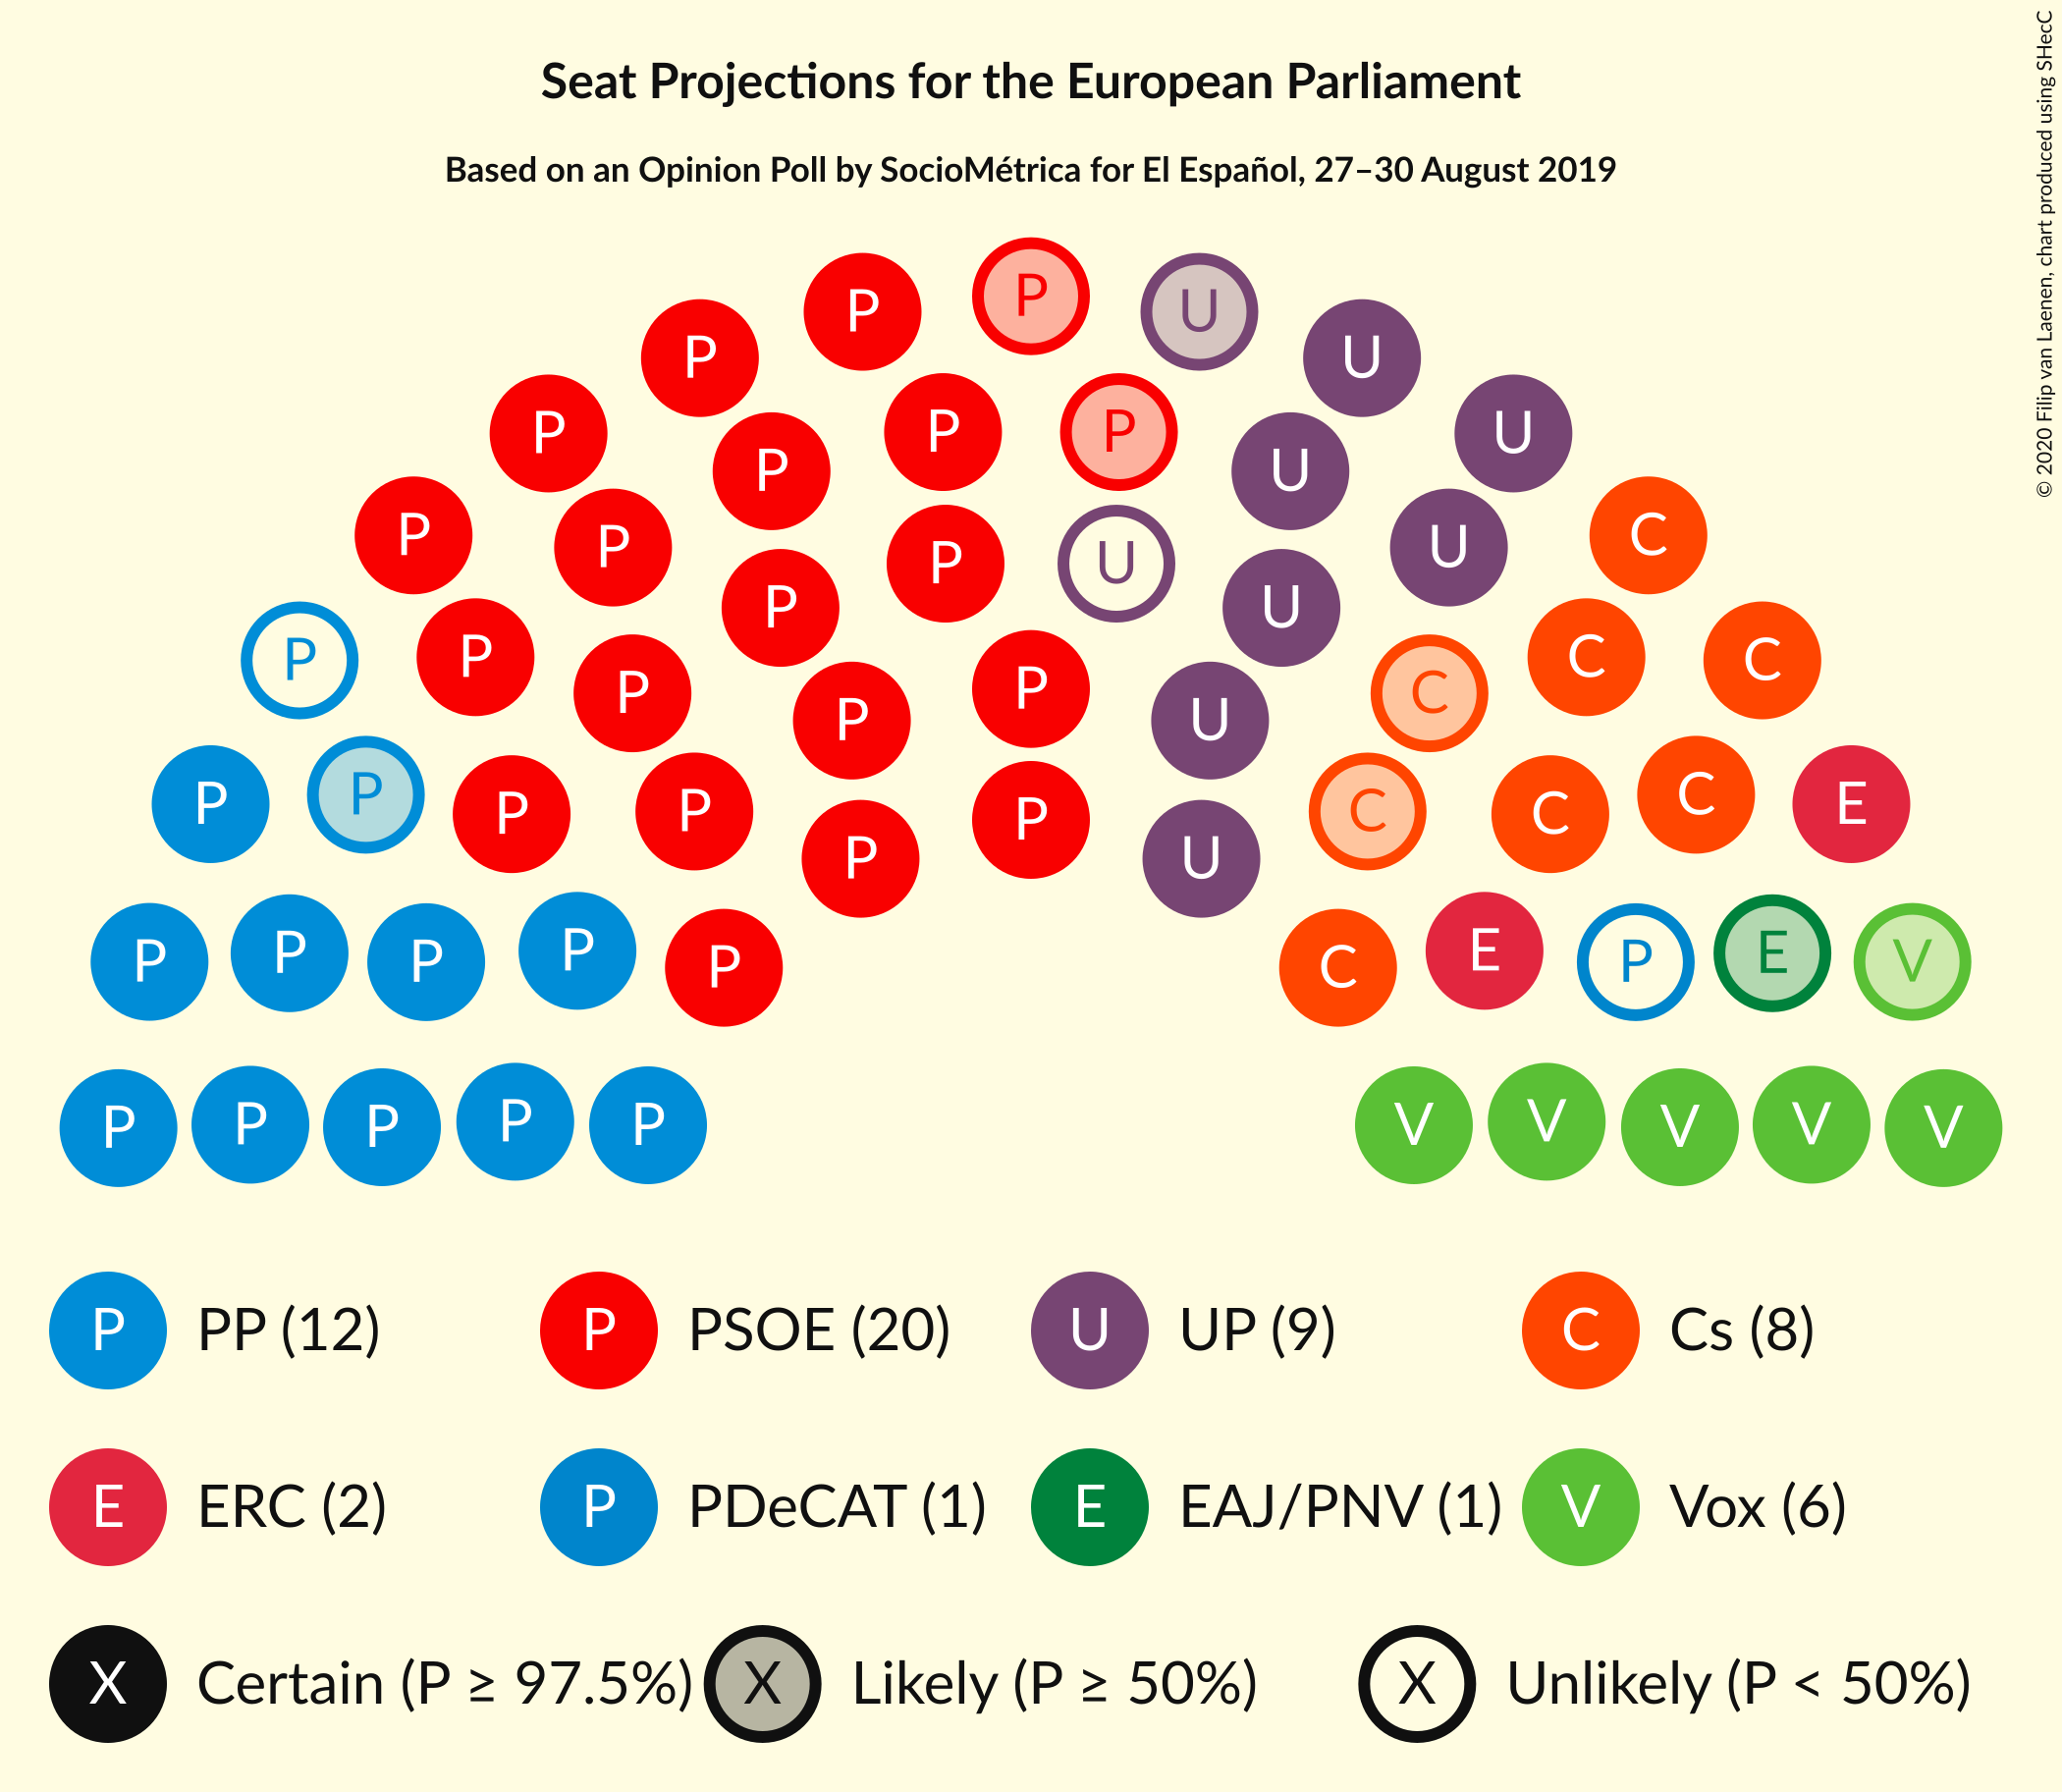 Seat Projections for the European Parliament
Based on an Opinion Poll by SocioMétrica for El Español, 27–30 August 2019
© 2020 Filip van Laenen, chart produced using SHecC
P P U
P P U U
P P P U U
P P P U U C
P P P U C C
P P P P U C C C
P P P P U C C C E
P P P P P C E P E V
P P P P P V V V V V
P PP (12) P PSOE (20) U UP (9) C Cs (8)
E ERC (2) P PDeCAT (1) E EAJ/PNV (1) V Vox (6)
X Certain (P ≥ 97.5%) X Likely (P ≥ 50%) X Unlikely (P < 50%)